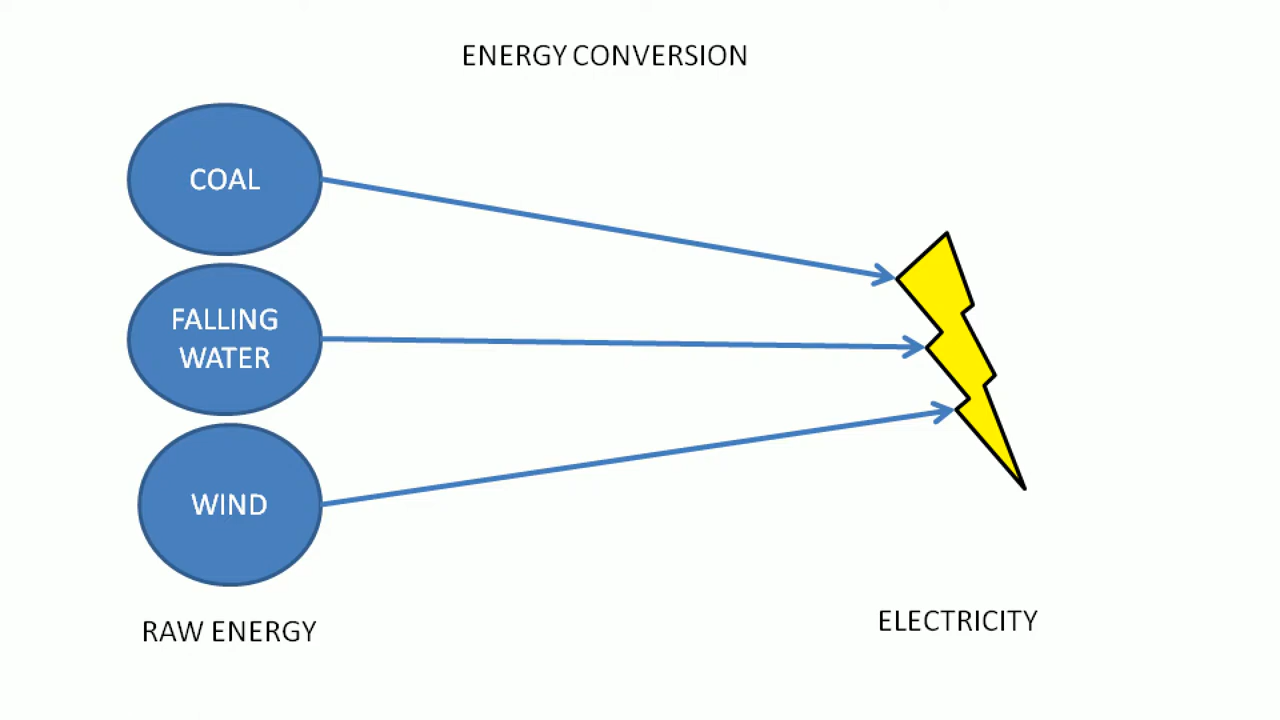 ENERGY CONVERSION
COAL
FALLING
WATER
WIND
RAW ENERGY
ELECTRICITY